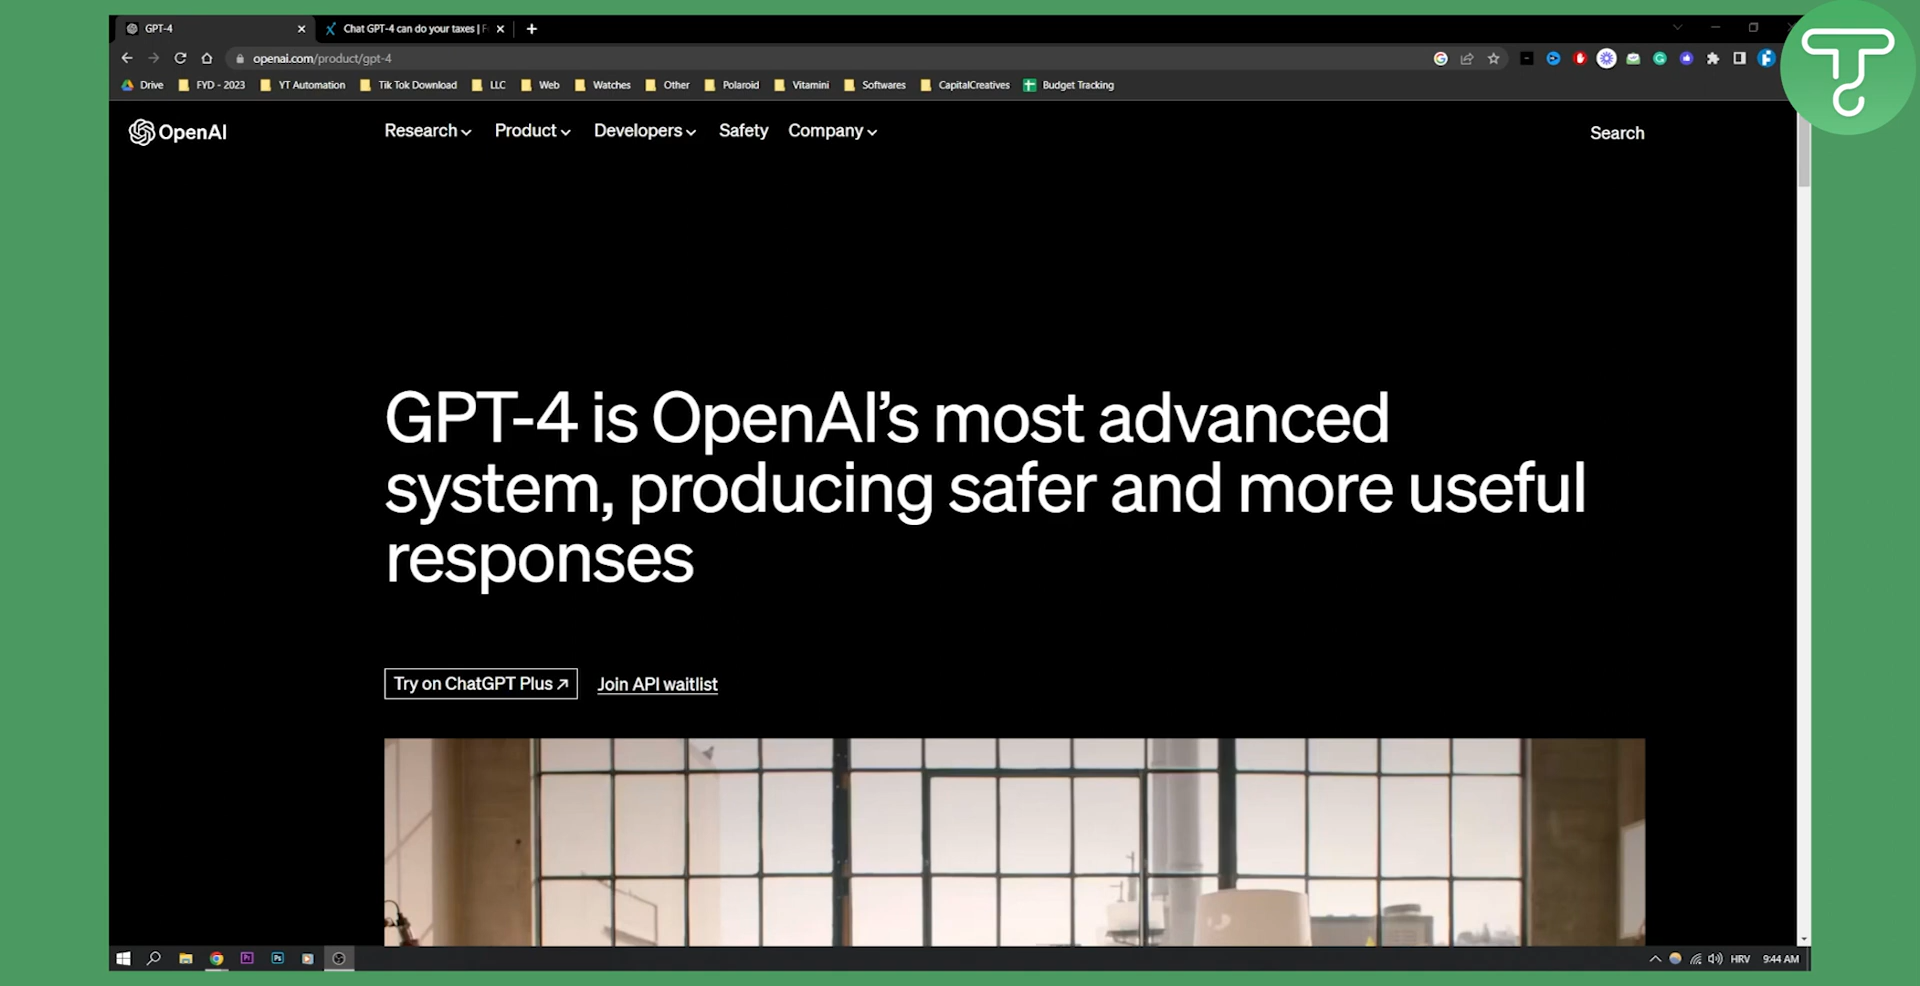 GPT-4
Chat GPT-4 can do your taxes | F
openai.com/product/gpt-4
Drive FYD - 2023 YT Automation Tik Tok Download LLC Web Watches Other Polaroid Vitamini Softwares CapitalCreatives Budget Tracking
OpenAI Research Product Developers Safety Company Search
GPT-4 is OpenAI’s most advanced
system, producing safer and more useful
responses
Try on ChatGPT Plus ↗ Join API waitlist
Pr Ps HRV 9:44 AM